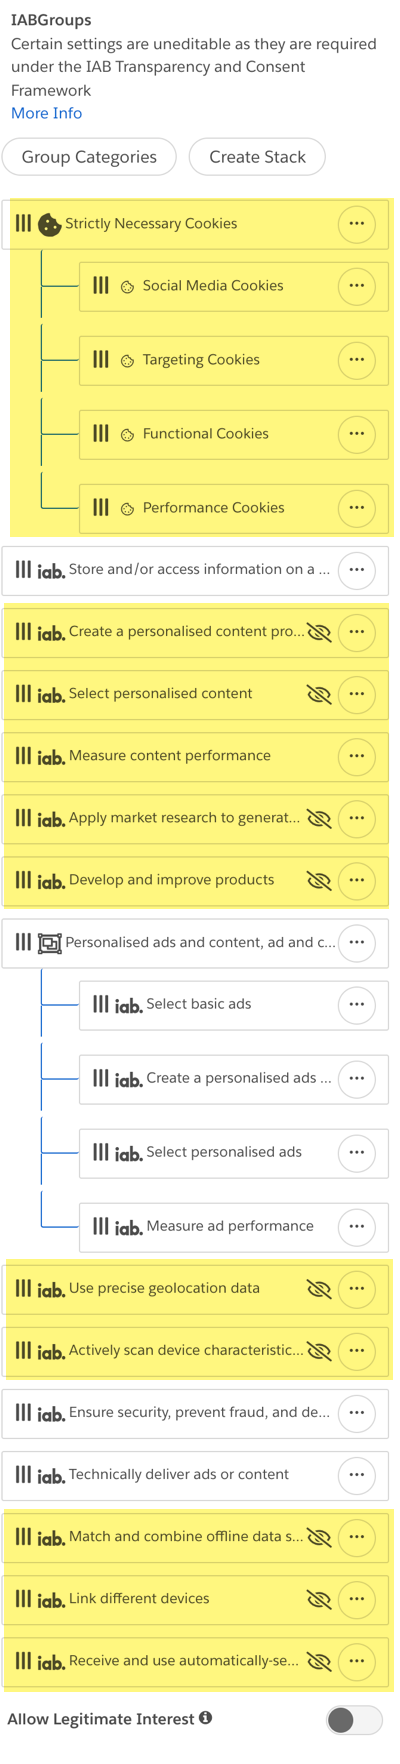 IABGroups
Certain settings are uneditable as they are required
under the IAB Transparency and Consent
Framework
More Info
Group Categories
Create Stack
Strictly Necessary Cookies
Social Media Cookies
Targeting Cookies
Functional Cookies
Performance Cookies
iab. Store and/or access information on a ...
iab. Create a personalised content pro...
iab. Select personalised content
iab. Measure content performance
iab. Apply market research to generat...
iab. Develop and improve products
Personalised ads and content, ad and c...
iab. Select basic ads
iab. Create a personalised ads ...
iab. Select personalised ads
iab. Measure ad performance
iab. Use precise geolocation data
iab. Actively scan device characteristic...
iab. Ensure security, prevent fraud, and de...
iab. Technically deliver ads or content
iab. Match and combine offline data s...
iab. Link different devices
iab. Receive and use automatically-se...
Allow Legitimate Interest